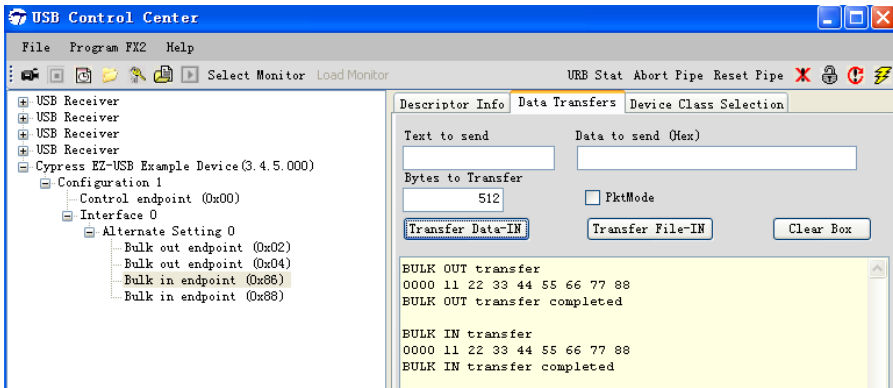 USB Control Center
File Program FX2 Help
Select Monitor Load Monitor URB Stat Abort Pipe Reset Pipe
USB Receiver
USB Receiver
USB Receiver
USB Receiver
Cypress EZ-USB Example Device(3.4.5.000)
Configuration 1
Control endpoint (0x00)
Interface 0
Alternate Setting 0
Bulk out endpoint (0x02)
Bulk out endpoint (0x04)
Bulk in endpoint (0x86)
Bulk in endpoint (0x88)
Descriptor Info Data Transfers Device Class Selection
Text to send Data to send (Hex)
Bytes to Transfer
512 PktMode
Transfer Data-IN Transfer File-IN Clear Box
BULK OUT transfer
0000 11 22 33 44 55 66 77 88
BULK OUT transfer completed
BULK IN transfer
0000 11 22 33 44 55 66 77 88
BULK IN transfer completed